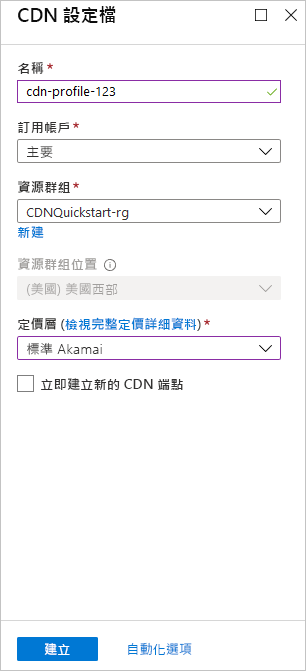 CDN 設定檔
名稱 *
cdn-profile-123
訂用帳戶 *
主要
資源群組 *
CDNQuickstart-rg
新建
資源群組位置
(美國) 美國西部
定價層 (檢視完整定價詳細資料) *
標準 Akamai
立即建立新的 CDN 端點
建立
自動化選項